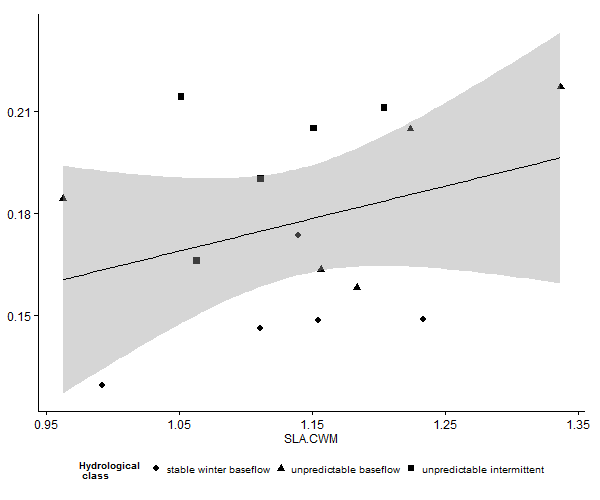 0.21
0.18
0.15
0.95 1.05 1.15 1.25 1.35
SLA.CWM
Hydrological
class
stable winter baseflow unpredictable baseflow unpredictable intermittent